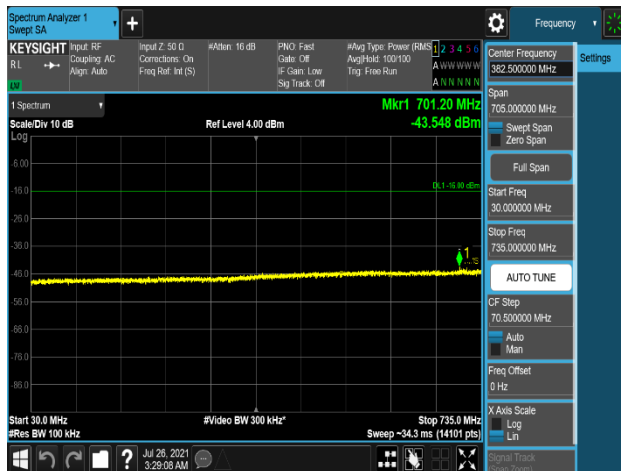 Spectrum Analyzer 1
Swept SA
Frequency
KEYSIGHT
Input: RF
Input Z: 50 Ω
#Atten: 16 dB
PNO: Fast
#Avg Type: Power (RMS
1 2 3 4 5 6
R L
Coupling: AC
Corrections: On
Gate: Off
Avg|Hold: 100/100
A W W W W W
Align: Auto
Freq Ref: Int (S)
IF Gain: Low
Trig: Free Run
Sig Track: Off
A N N N N N
1 Spectrum
Mkr1 701.20 MHz
Scale/Div 10 dB
Ref Level 4.00 dBm
-43.548 dBm
Log
-6.00
-16.0
DL1 -16.00 dBm
-26.0
-36.0
1
-46.0
-56.0
-66.0
-76.0
-86.0
Start 30.0 MHz
#Video BW 300 kHz*
Stop 735.0 MHz
#Res BW 100 kHz
Sweep ~34.3 ms (14101 pts)
Jul 26, 2021
3:29:08 AM
Center Frequency
382.500000 MHz
Settings
Span
705.000000 MHz
Swept Span
Zero Span
Full Span
Start Freq
30.000000 MHz
Stop Freq
735.000000 MHz
AUTO TUNE
CF Step
70.500000 MHz
Auto
Man
Freq Offset
0 Hz
X Axis Scale
Log
Lin
Signal Track
(Span Zoom)